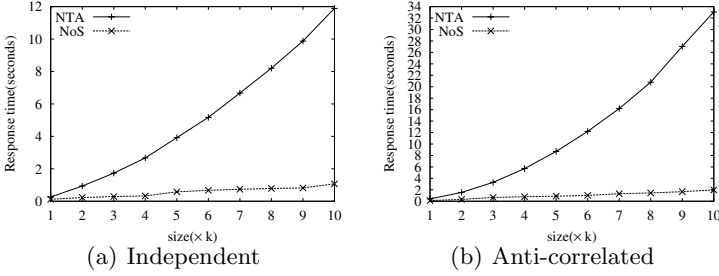 NTA
NoS
Response time(seconds)
12
10
8
6
4
2
0
1 2 3 4 5 6 7 8 9 10
size(× k)
(a) Independent
NTA
NoS
Response time(seconds)
34
32
30
28
26
24
22
20
18
16
14
12
10
8
6
4
2
0
1 2 3 4 5 6 7 8 9 10
size(× k)
(b) Anti-correlated